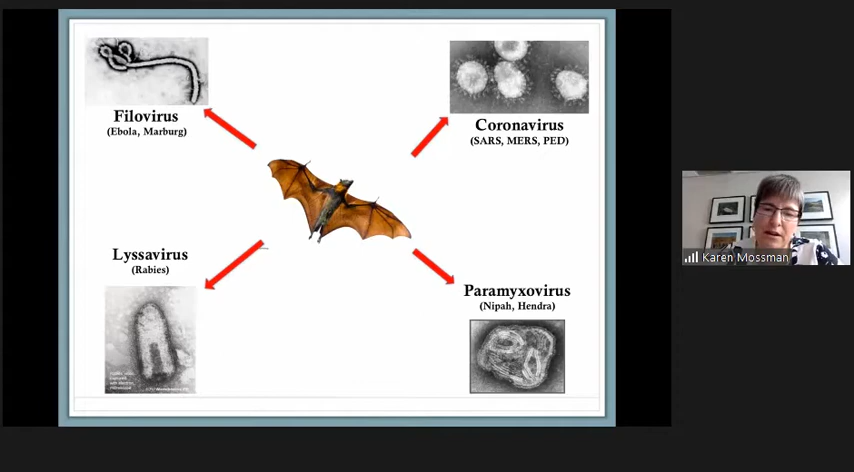 Filovirus
(Ebola, Marburg)
Coronavirus
(SARS, MERS, PED)
Lyssavirus
(Rabies)
Paramyxovirus
(Nipah, Hendra)
Karen Mossman